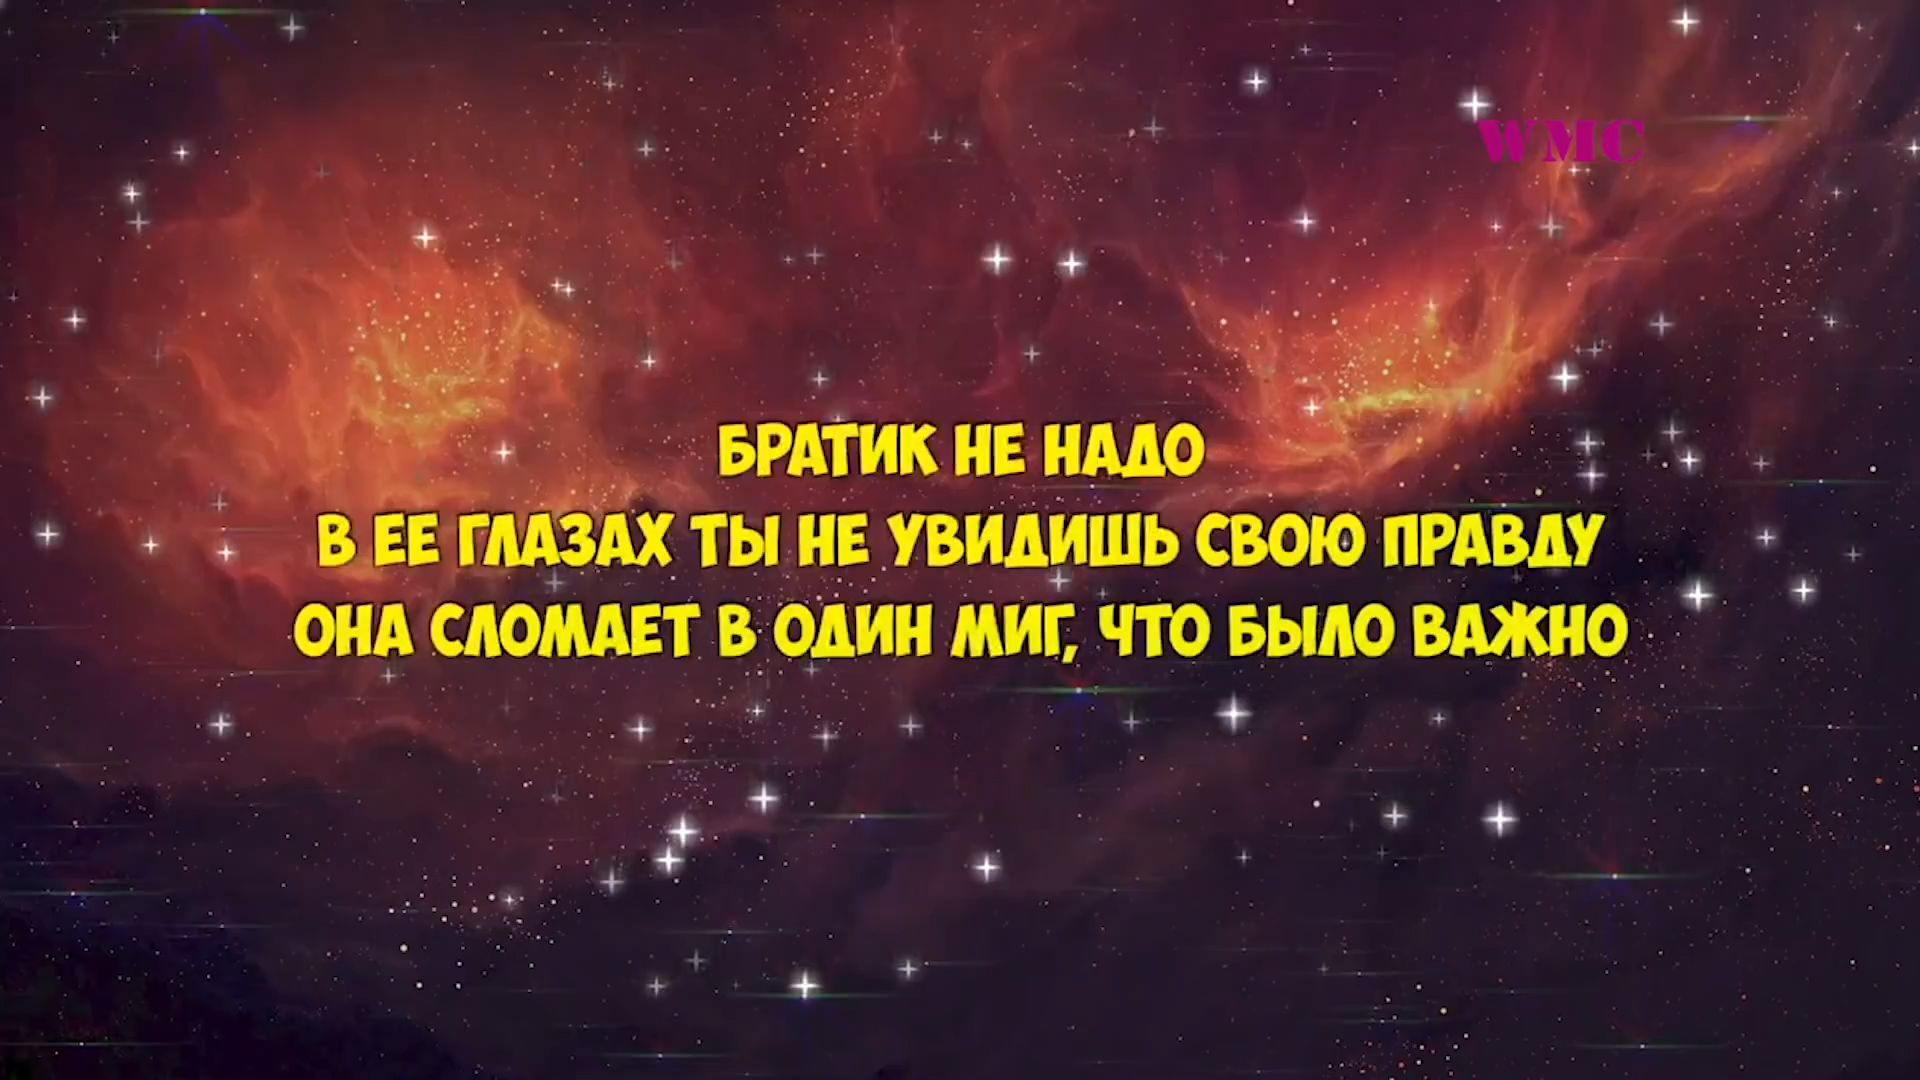 WMC
БРАТИК НЕ НАДО
В ЕЕ ГЛАЗАХ ТЫ НЕ УВИДИШЬ СВОЮ ПРАВДУ
ОНА СЛОМАЕТ В ОДИН МИГ, ЧТО БЫЛО ВАЖНО